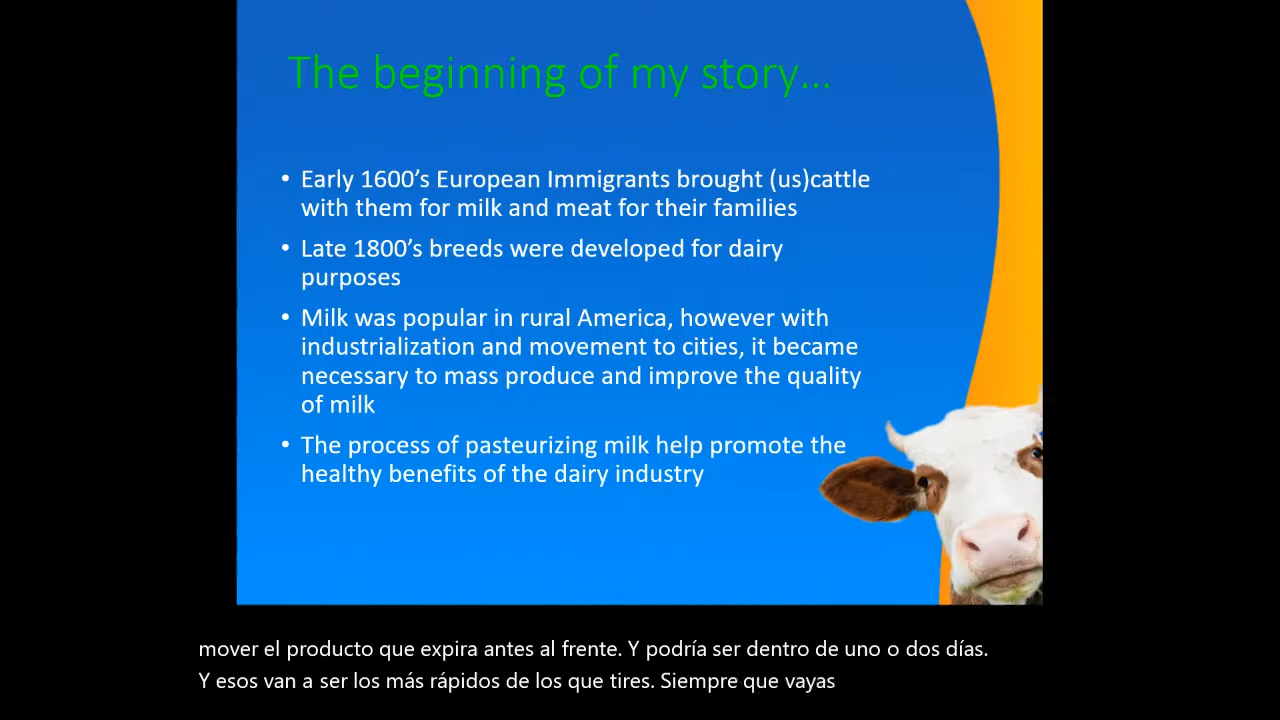 The beginning of my story...
• Early 1600's European Immigrants brought (us)cattle
with them for milk and meat for their families
• Late 1800's breeds were developed for dairy
purposes
• Milk was popular in rural America, however with
industrialization and movement to cities, it became
necessary to mass produce and improve the quality
of milk
• The process of pasteurizing milk help promote the
healthy benefits of the dairy industry
mover el producto que expira antes al frente. Y podría ser dentro de uno o dos días.
Y esos van a ser los más rápidos de los que tires. Siempre que vayas